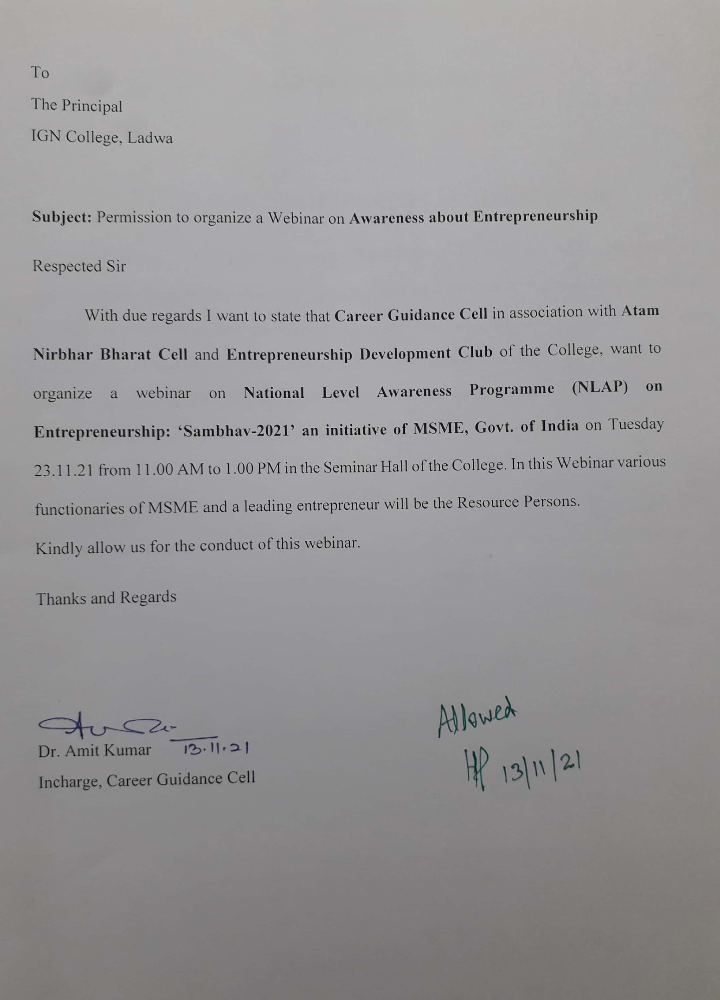 To
The Principal
IGN College, Ladwa
Subject: Permission to organize a Webinar on Awareness about Entrepreneurship
Respected Sir
With due regards I want to state that Career Guidance Cell in association with Atam
Nirbhar Bharat Cell and Entrepreneurship Development Club of the College, want to
organize a webinar on National Level Awareness Programme (NLAP) on
Entrepreneurship: ‘Sambhav-2021’ an initiative of MSME, Govt. of India on Tuesday
23.11.21 from 11.00 AM to 1.00 PM in the Seminar Hall of the College. In this Webinar various
functionaries of MSME and a leading entrepreneur will be the Resource Persons.
Kindly allow us for the conduct of this webinar.
Thanks and Regards
Allowed
Dr. Amit Kumar 13.11.21
13/11/21
Incharge, Career Guidance Cell